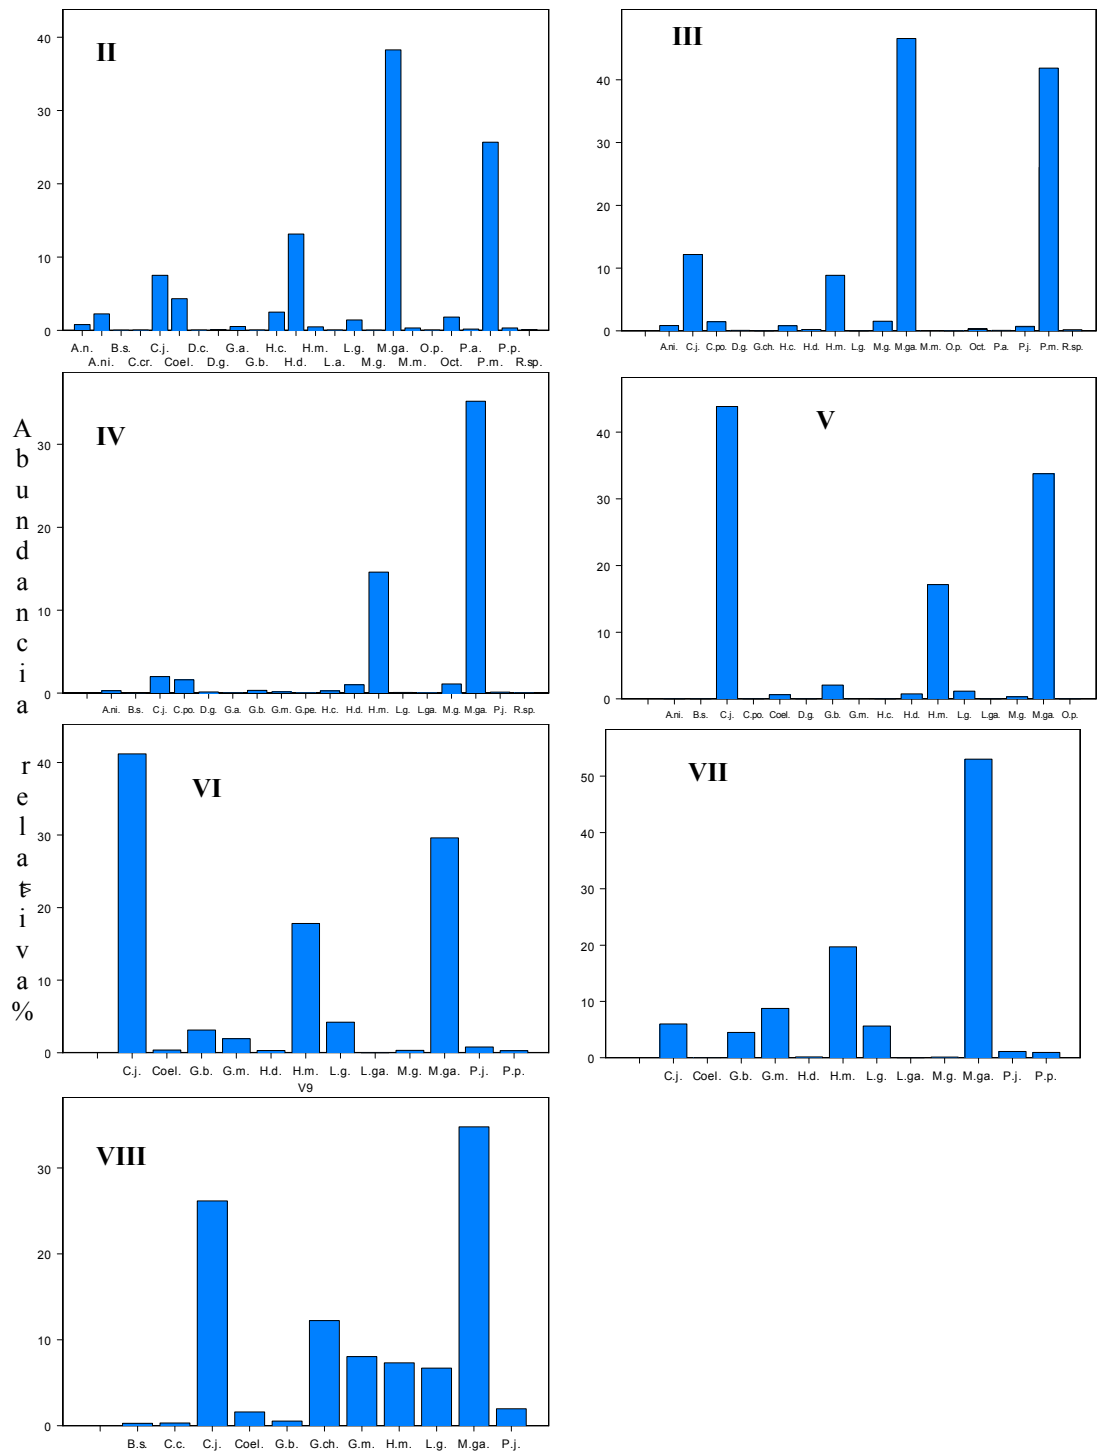 II
40
30
20
10
0
A.n. B.s. C.j. D.c. G.a. H.c. H.m. L.g. M.ga. O.p. P.a. P.p.
A.ni. C.cr. Coel. D.g. G.b. H.d. L.a. M.g. M.m. Oct. P.m. R.sp.
III
40
30
20
10
0
A.ni. C.j. C.po. D.g. G.ch. H.c. H.d. H.m. L.g. M.g. M.ga. M.m. O.p. Oct. P.a. P.j. P.m. R.sp.
Abundancia relativa %
IV
30
20
10
0
A.ni. B.s. C.j. C.po. D.g. G.a. G.b. G.m. G.pe. H.c. H.d. H.m. L.g. L.ga. M.g. M.ga. P.j. R.sp.
V
40
30
20
10
0
A.ni. B.s. C.j. C.po. Coel. D.g. G.b. G.m. H.c. H.d. H.m. L.g. L.ga. M.g. M.ga. O.p.
VI
40
30
20
10
0
C.j. Coel. G.b. G.m. H.d. H.m. L.g. L.ga. M.g. M.ga. P.j. P.p.
V9
VII
50
40
30
20
10
0
C.j. Coel. G.b. G.m. H.d. H.m. L.g. L.ga. M.g. M.ga. P.j. P.p.
VIII
30
20
10
0
B.s. C.c. C.j. Coel. G.b. G.ch. G.m. H.m. L.g. M.ga. P.j.